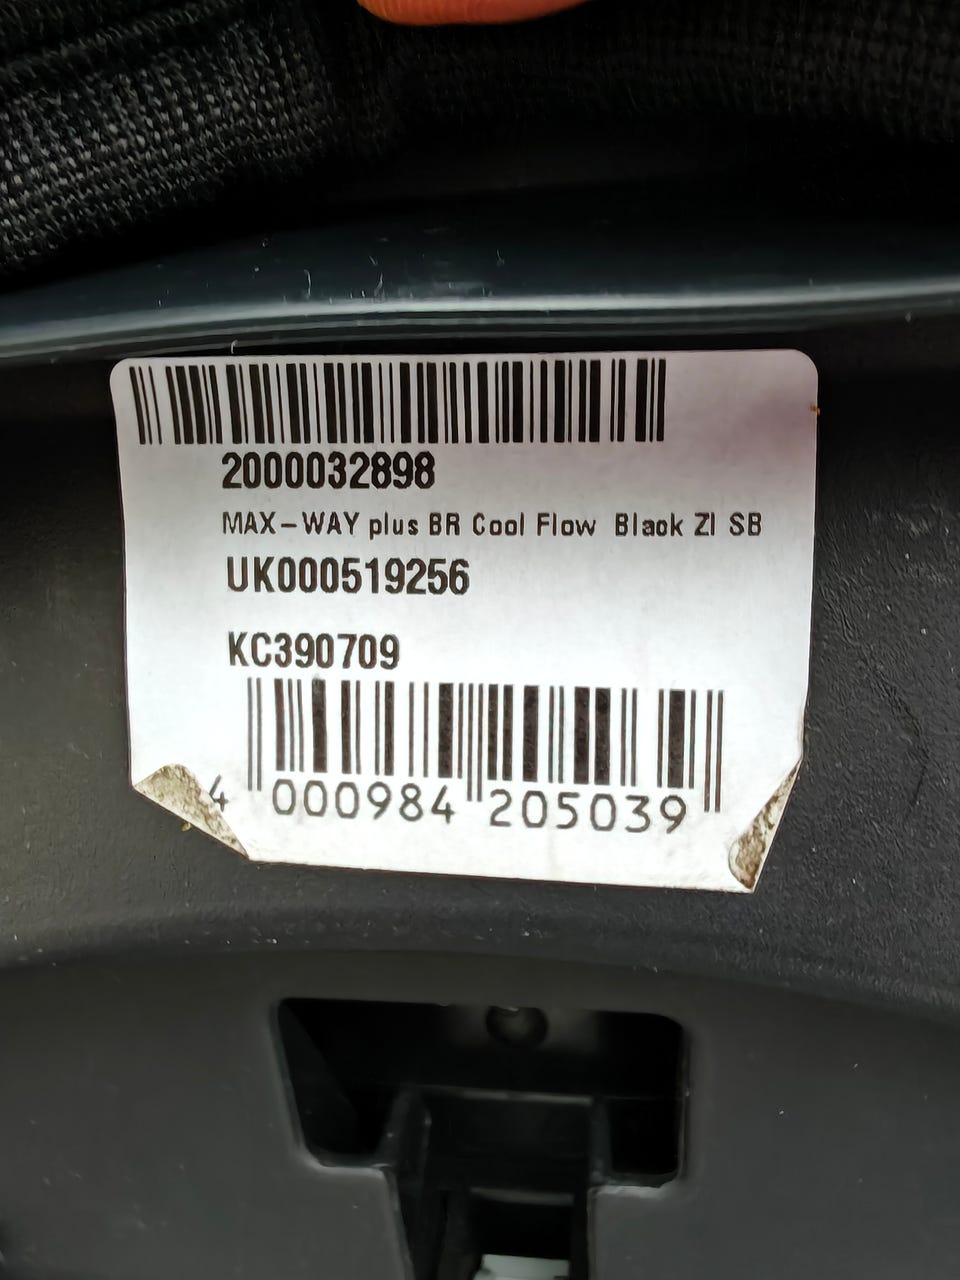 2000032898
MAX-WAY plus BR Cool Flow Black ZI SB
UK000519256
KC390709
4 000984 205039